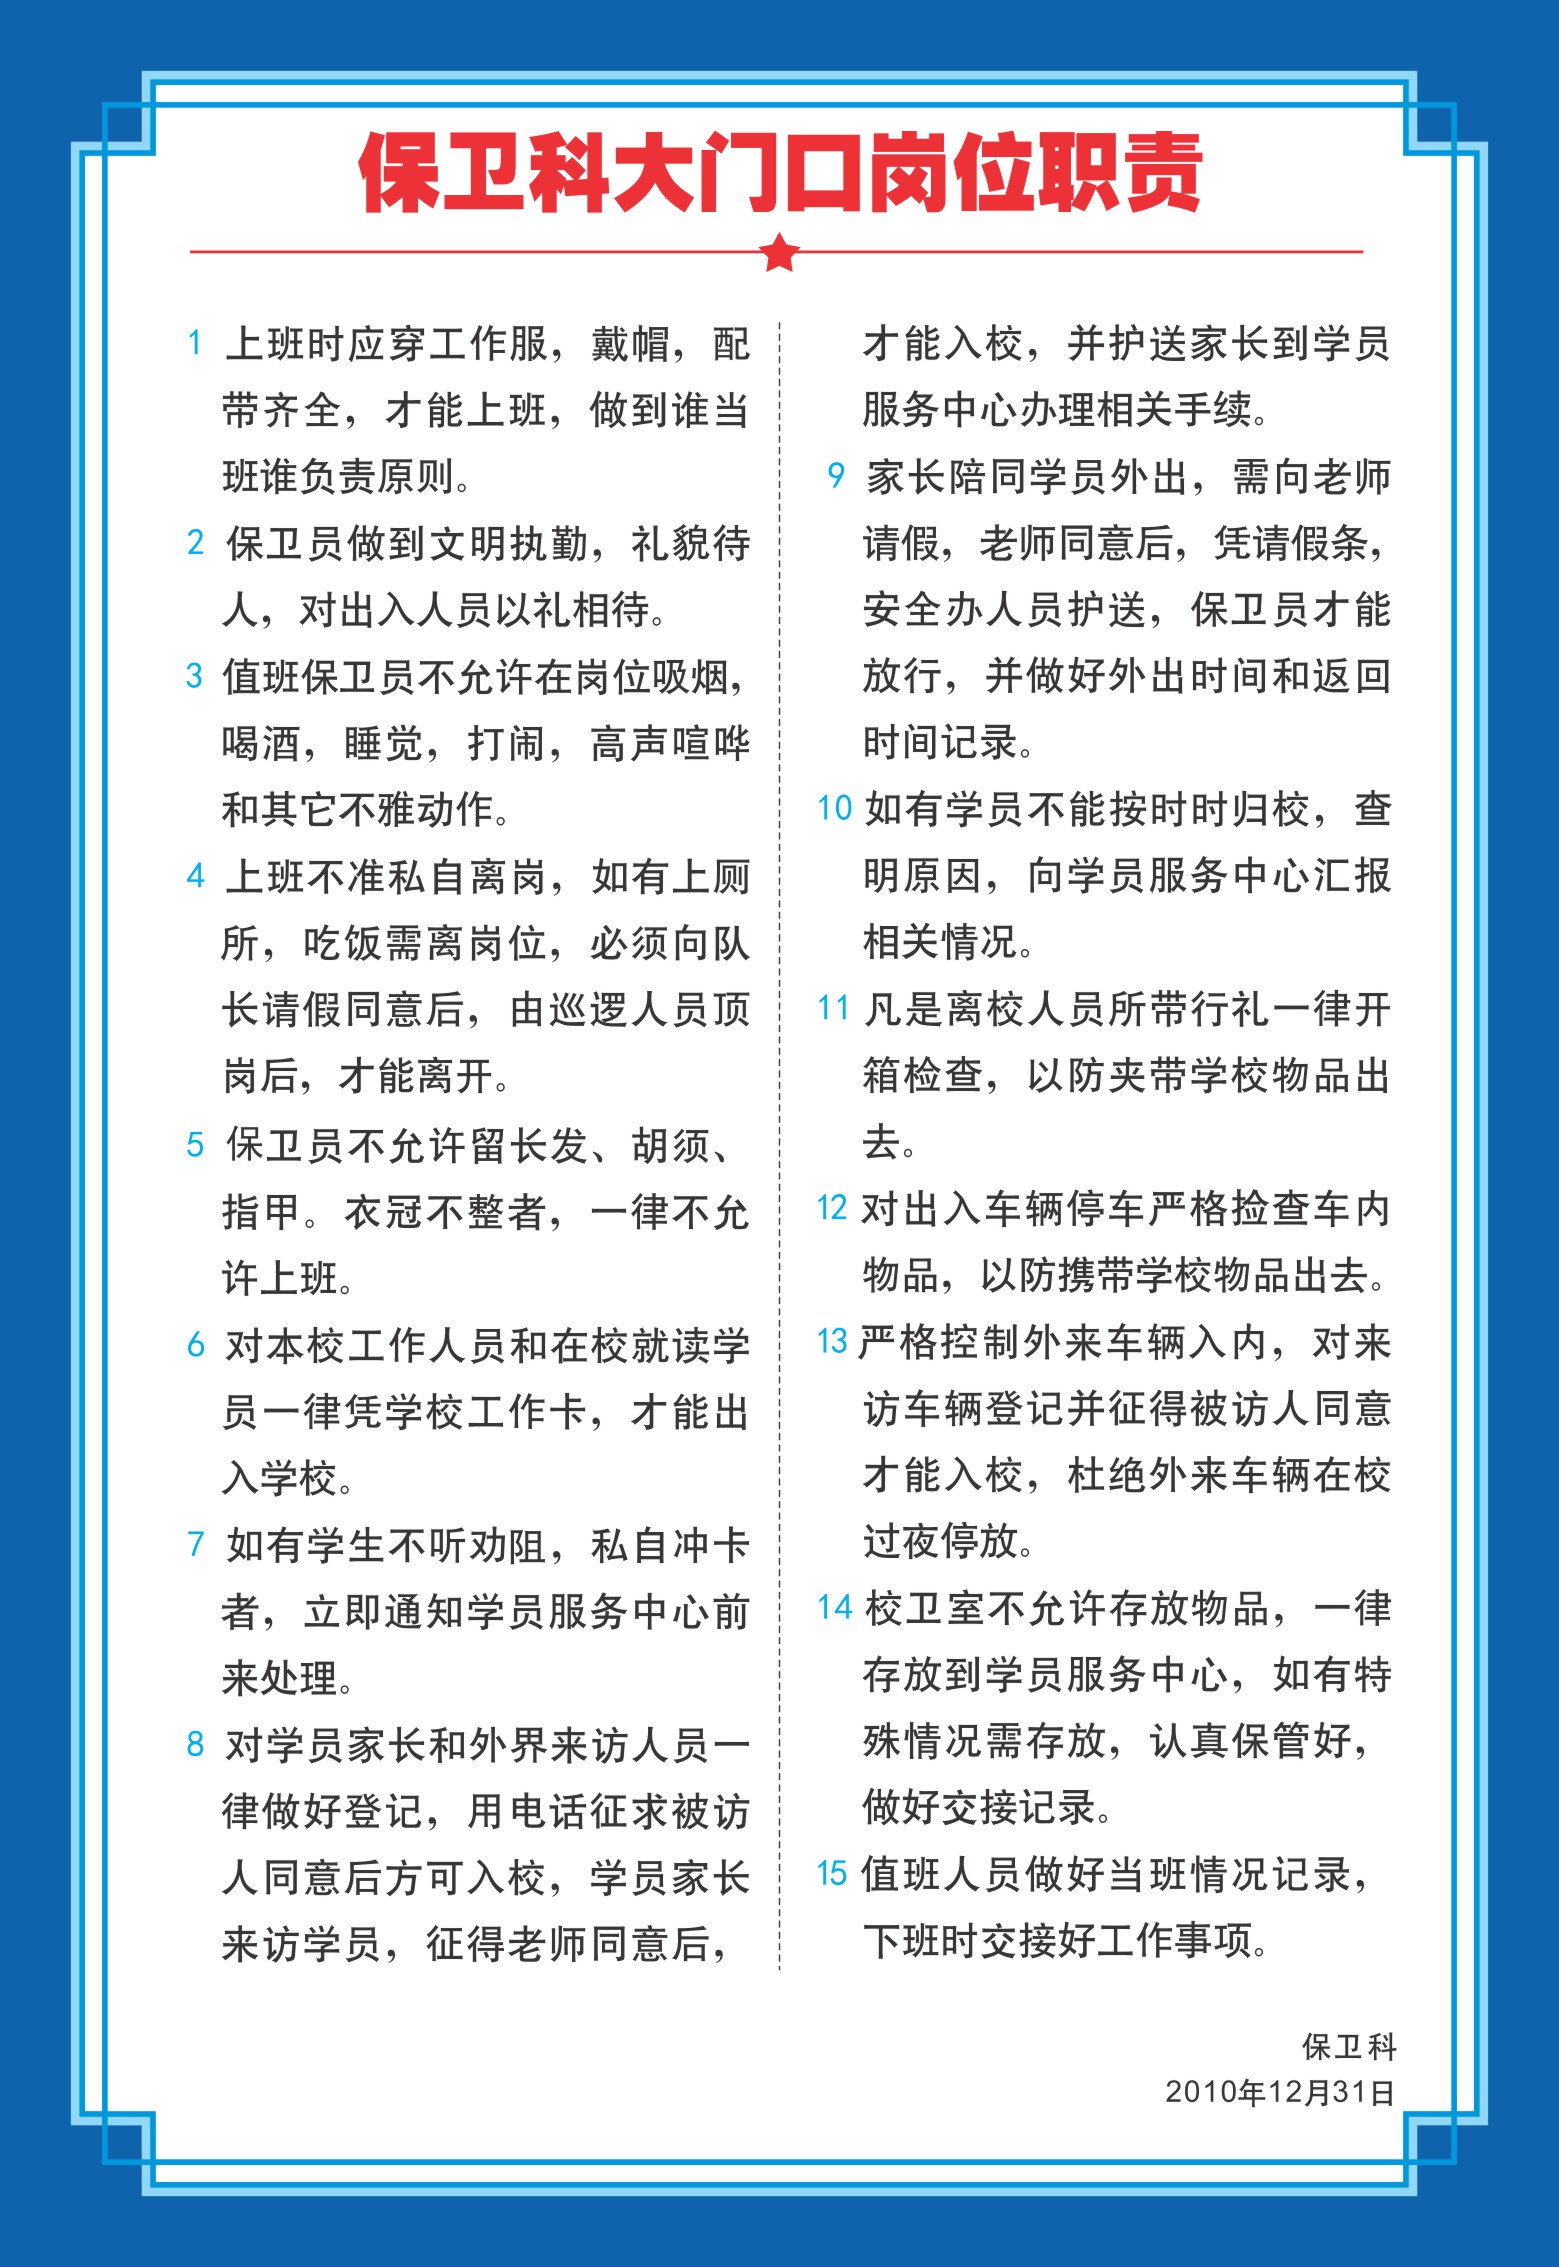 保卫科大门口岗位职责
1 上班时应穿工作服，戴帽，配
带齐全，才能上班，做到谁当
班谁负责原则。
2 保卫员做到文明执勤，礼貌待
人，对出入人员以礼相待。
3 值班保卫员不允许在岗位吸烟，
喝酒，睡觉，打闹，高声喧哗
和其它不雅动作。
4 上班不准私自离岗，如有上厕
所，吃饭需离岗位，必须向队
长请假同意后，由巡逻人员顶
岗后，才能离开。
5 保卫员不允许留长发、胡须、
指甲。衣冠不整者，一律不允
许上班。
6 对本校工作人员和在校就读学
员一律凭学校工作卡，才能出
入学校。
7 如有学生不听劝阻，私自冲卡
者，立即通知学员服务中心前
来处理。
8 对学员家长和外界来访人员一
律做好登记，用电话征求被访
人同意后方可入校，学员家长
来访学员，征得老师同意后，
才能入校，并护送家长到学员
服务中心办理相关手续。
9 家长陪同学员外出，需向老师
请假，老师同意后，凭请假条，
安全办人员护送，保卫员才能
放行，并做好外出时间和返回
时间记录。
10 如有学员不能按时时归校，查
明原因，向学员服务中心汇报
相关情况。
11 凡是离校人员所带行礼一律开
箱检查，以防夹带学校物品出
去。
12 对出入车辆停车严格捡查车内
物品，以防携带学校物品出去。
13 严格控制外来车辆入内，对来
访车辆登记并征得被访人同意
才能入校，杜绝外来车辆在校
过夜停放。
14 校卫室不允许存放物品，一律
存放到学员服务中心，如有特
殊情况需存放，认真保管好，
做好交接记录。
15 值班人员做好当班情况记录，
下班时交接好工作事项。
保卫科
2010年12月31日